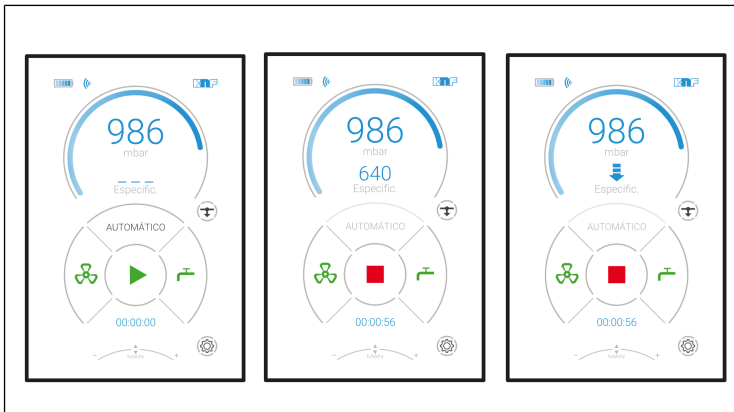 KNF
986
mbar
_ _ _
Especific.
AUTOMÁTICO
00:00:00
- MAN +
KNF
986
mbar
640
Especific.
AUTOMÁTICO
00:00:56
- MAN +
KNF
986
mbar
Especific.
AUTOMÁTICO
00:00:56
- MAN +